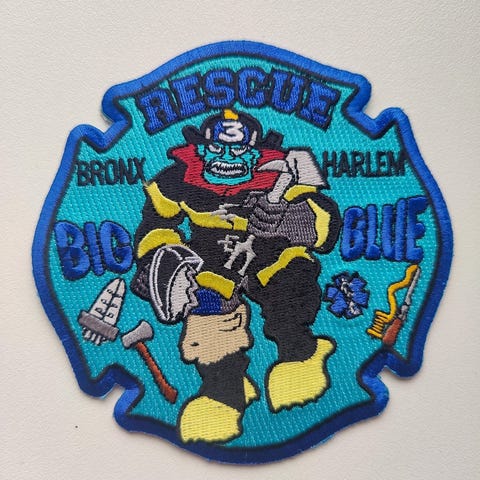 RESCUE
3
BRONX HARLEM
BIG BLUE